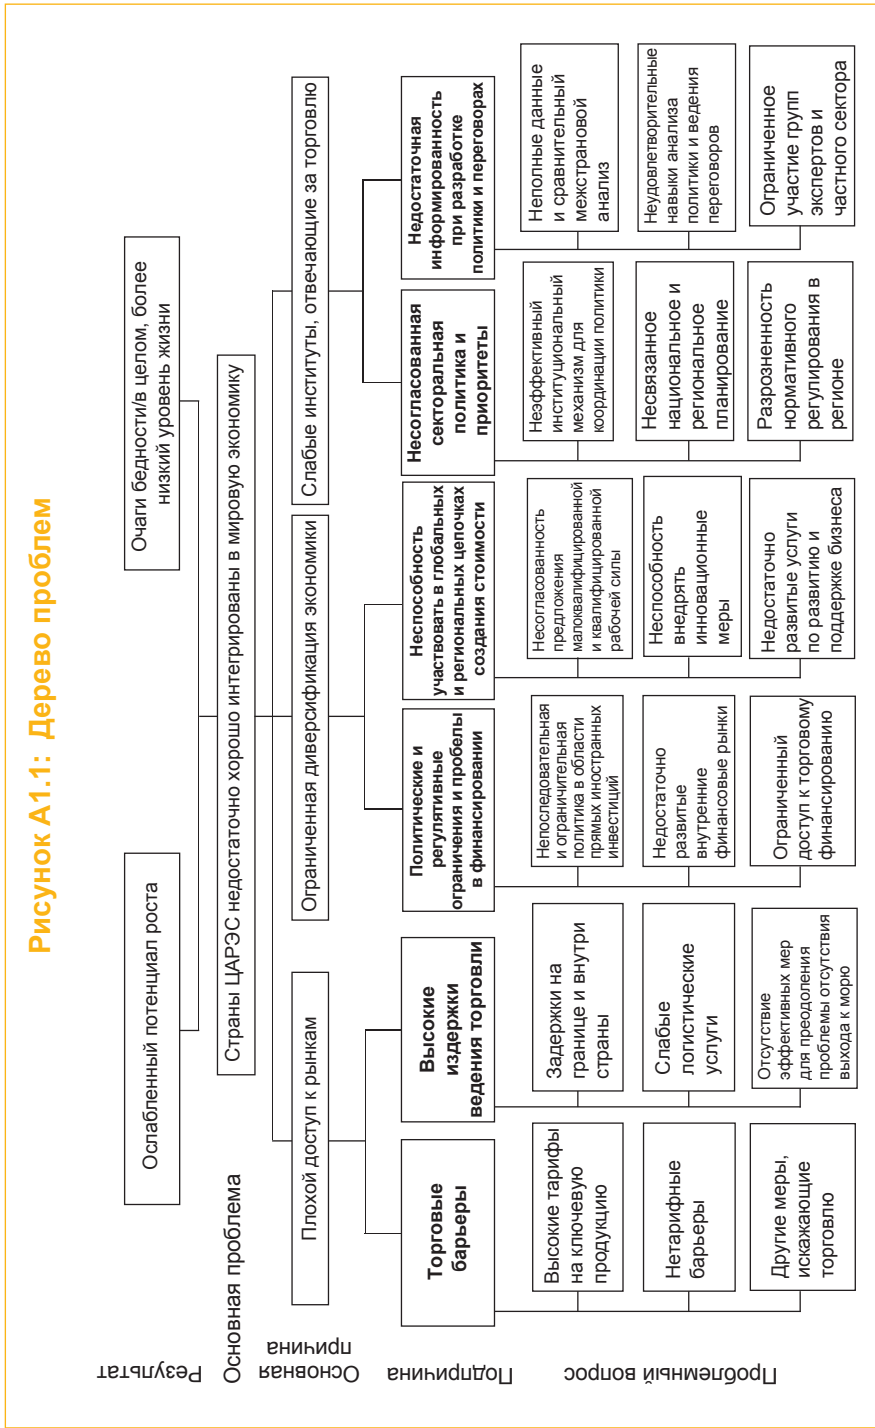 Рисунок A1.1: Дерево проблем
Результат
Ослабленный потенциал роста
Очаги бедности/в целом, более
низкий уровень жизни
Основная проблема
Страны ЦАРЭС недостаточно хорошо интегрированы в мировую экономику
Основная
причина
Плохой доступ к рынкам
Ограниченная диверсификация экономики
Слабые институты, отвечающие за торговлю
Подпричина
Торговые
барьеры
Высокие
издержки
ведения торговли
Политические и
регулятивные
ограничения и пробелы
в финансировании
Неспособность
участвовать в глобальных
и региональных цепочках
создания стоимости
Несогласованная
секторальная
политика и
приоритеты
Недостаточная
информированность
при разработке
политики и переговорах
Проблемный вопрос
Высокие тарифы
на ключевую
продукцию
Задержки на
границе и внутри
страны
Непоследовательная
и ограничительная
политика в области
прямых иностранных
инвестиций
Несогласованность
предложения
малоквалифицированной
и квалифицированной
рабочей силы
Неэффективный
институциональный
механизм для
координации политики
Неполные данные
и сравнительный
межстрановой
анализ
Нетарифные
барьеры
Слабые
логистические
услуги
Недостаточно
развитые
внутренние
финансовые рынки
Неспособность
внедрять
инновационные
меры
Несвязанное
национальное и
региональное
планирование
Неудовлетворительные
навыки анализа
политики и ведения
переговоров
Другие меры,
искажающие
торговлю
Отсутствие
эффективных мер
для преодоления
проблемы отсутствия
выхода к морю
Ограниченный
доступ к торговому
финансированию
Недостаточно
развитые услуги
по развитию и
поддержке бизнеса
Разрозненность
нормативного
регулирования в
регионе
Ограниченное
участие групп
экспертов и
частного сектора